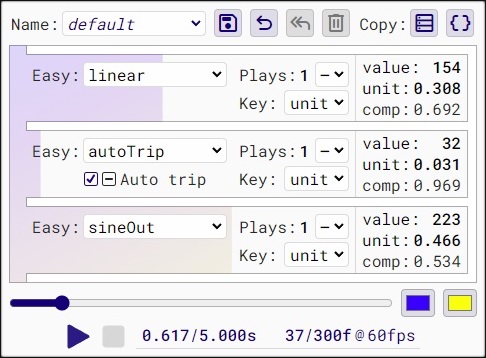 Name: default Copy:
Easy: linear Plays: 1 — value: 154
Key: unit unit: 0.308
comp: 0.692
Easy: autoTrip Plays: 1 — value: 32
Auto trip Key: unit unit: 0.031
comp: 0.969
Easy: sineOut Plays: 1 — value: 223
Key: unit unit: 0.466
comp: 0.534
0.617/5.000s 37/300f@60fps